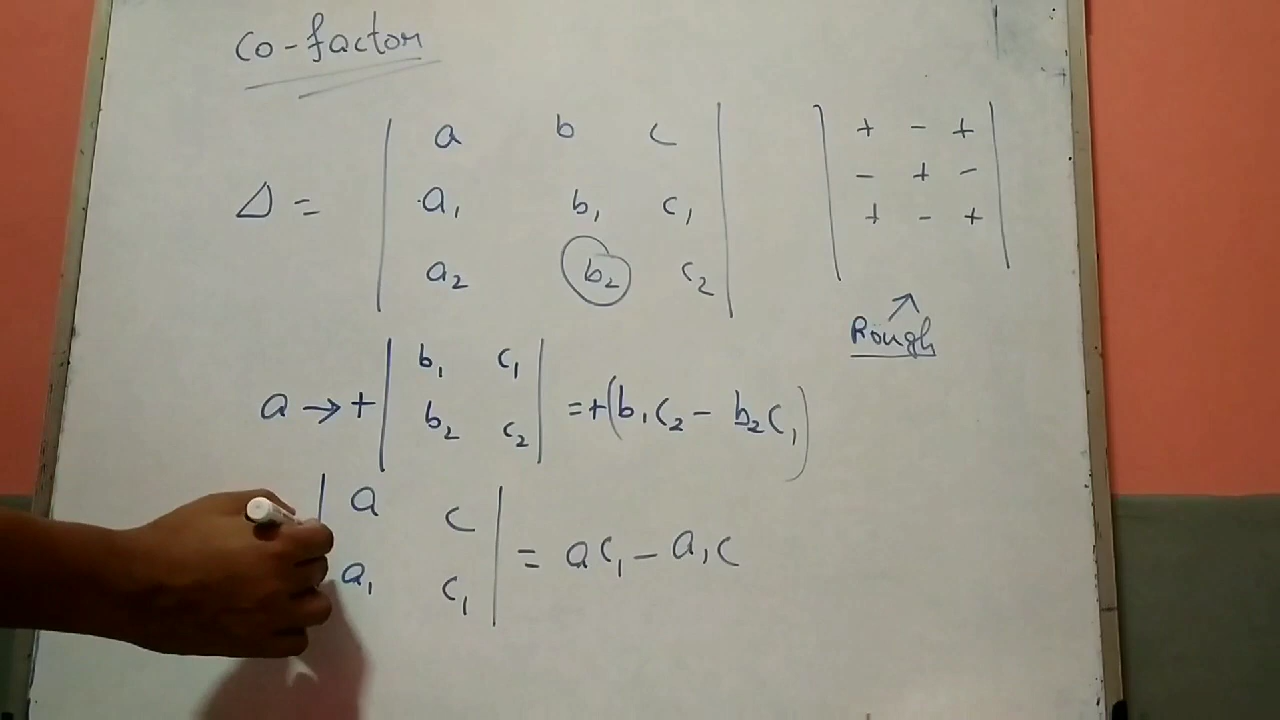 Co-factor
a b c + - +
Δ = a₁ b₁ c₁ - + -
a₂ b₂ c₂ + - +
Rough
a → + b₁ c₁ = + (b₁c₂ - b₂c₁)
b₂ c₂
a c = ac₁ - a₁c
a₁ c₁